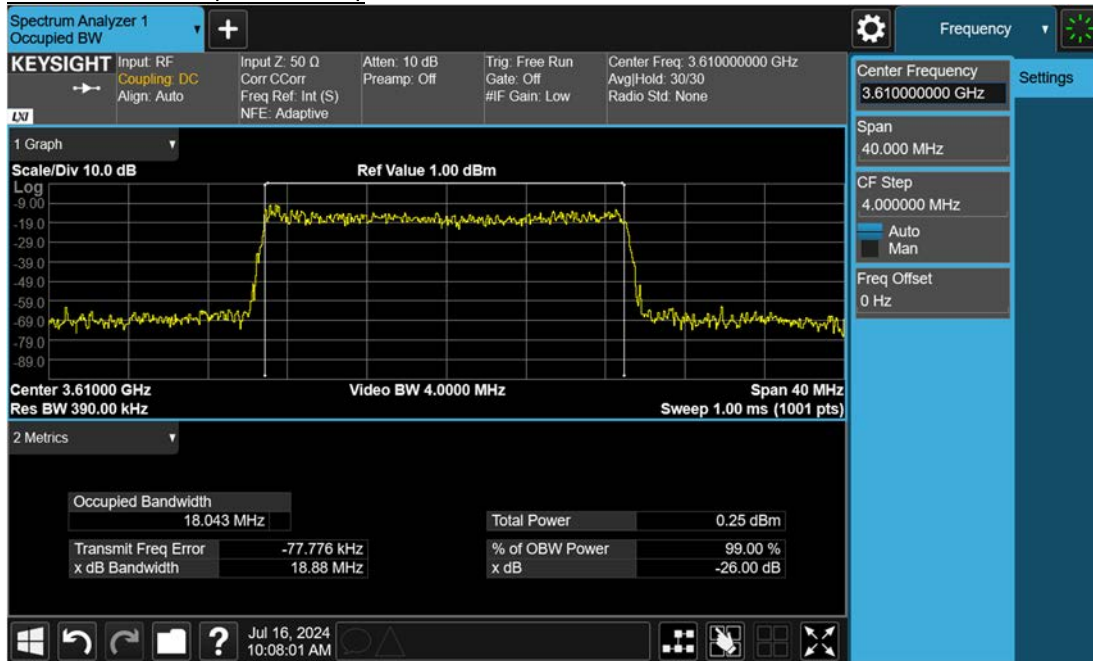 Spectrum Analyzer 1
Occupied BW
Frequency
KEYSIGHT
LXI
Input: RF
Coupling: DC
Align: Auto
Input Z: 50 Ω
Corr CCorr
Freq Ref: Int (S)
NFE: Adaptive
Atten: 10 dB
Preamp: Off
Trig: Free Run
Gate: Off
#IF Gain: Low
Center Freq: 3.610000000 GHz
Avg|Hold: 30/30
Radio Std: None
Center Frequency
3.610000000 GHz
Settings
Span
40.000 MHz
CF Step
4.000000 MHz
Auto
Man
Freq Offset
0 Hz
1 Graph
Scale/Div 10.0 dB
Ref Value 1.00 dBm
Log
-9.00
-19.0
-29.0
-39.0
-49.0
-59.0
-69.0
-79.0
-89.0
Center 3.61000 GHz
Video BW 4.0000 MHz
Span 40 MHz
Res BW 390.00 kHz
Sweep 1.00 ms (1001 pts)
2 Metrics
Occupied Bandwidth
18.043 MHz
Total Power 0.25 dBm
Transmit Freq Error -77.776 kHz
% of OBW Power 99.00 %
x dB Bandwidth 18.88 MHz
x dB -26.00 dB
?
Jul 16, 2024
10:08:01 AM